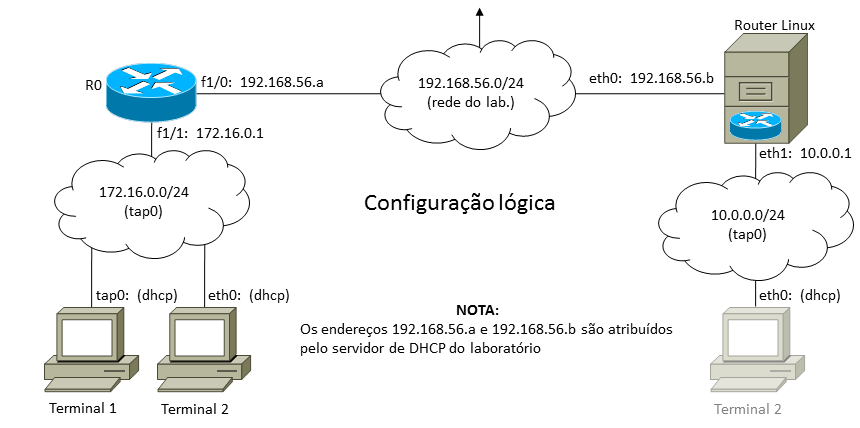 Router Linux
R0
f1/0: 192.168.56.a
192.168.56.0/24
(rede do lab.)
eth0: 192.168.56.b
f1/1: 172.16.0.1
eth1: 10.0.0.1
172.16.0.0/24
(tap0)
Configuração lógica
10.0.0.0/24
(tap0)
tap0: (dhcp)
eth0: (dhcp)
eth0: (dhcp)
NOTA:
Os endereços 192.168.56.a e 192.168.56.b são atribuídos
pelo servidor de DHCP do laboratório
Terminal 1
Terminal 2
Terminal 2